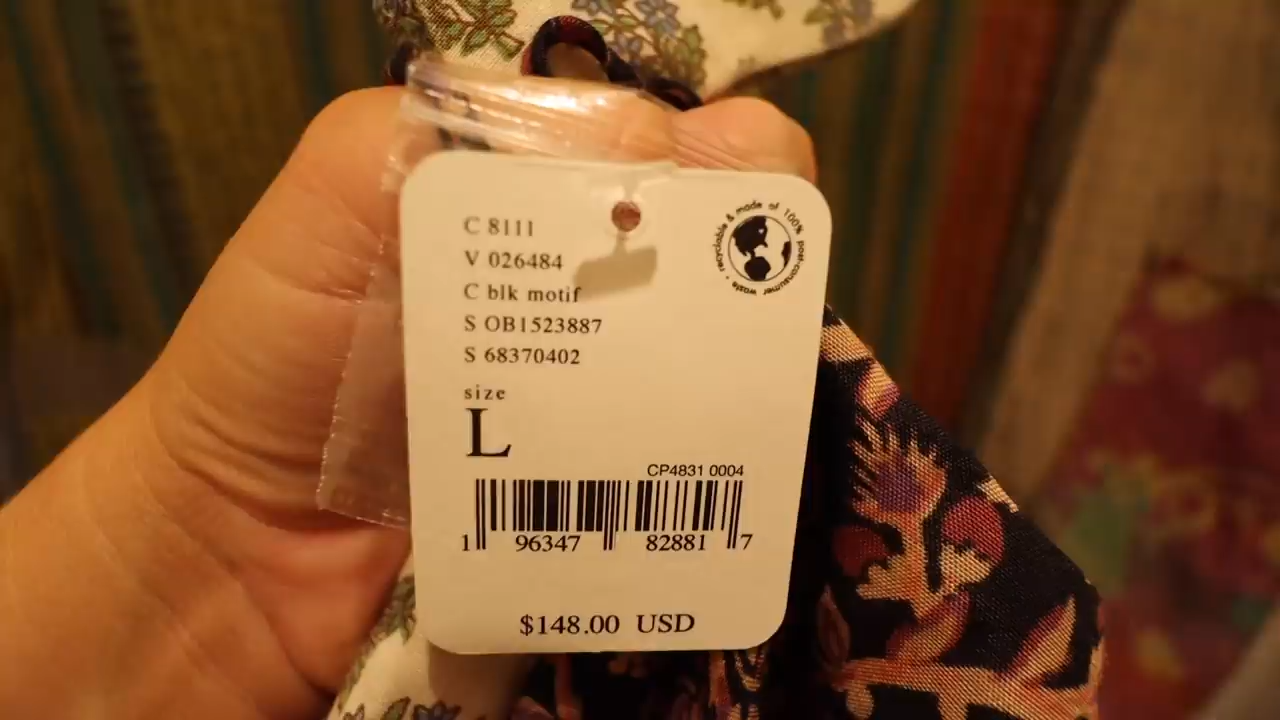 C 8111
V 026484
C blk motif
S OB1523887
S 68370402
size
L
CP4831 0004
1 96347 82881 7
$148.00 USD
recyclable & made of 100% post-consumer waste •